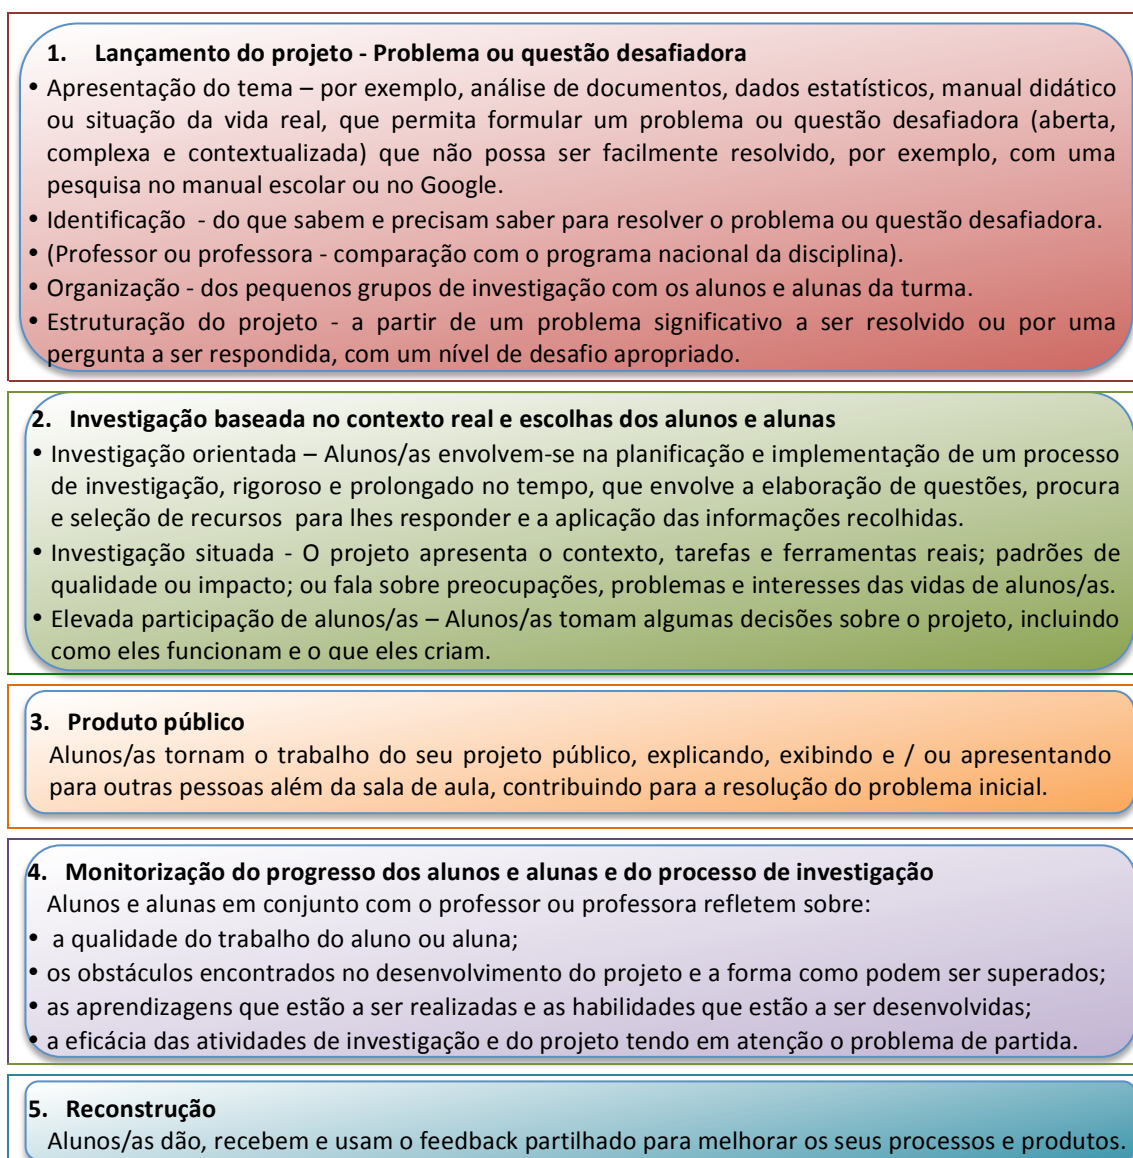 1. Lançamento do projeto - Problema ou questão desafiadora
• Apresentação do tema – por exemplo, análise de documentos, dados estatísticos, manual didático
ou situação da vida real, que permita formular um problema ou questão desafiadora (aberta,
complexa e contextualizada) que não possa ser facilmente resolvido, por exemplo, com uma
pesquisa no manual escolar ou no Google.
• Identificação - do que sabem e precisam saber para resolver o problema ou questão desafiadora.
• (Professor ou professora - comparação com o programa nacional da disciplina).
• Organização - dos pequenos grupos de investigação com os alunos e alunas da turma.
• Estruturação do projeto - a partir de um problema significativo a ser resolvido ou por uma
pergunta a ser respondida, com um nível de desafio apropriado.
2. Investigação baseada no contexto real e escolhas dos alunos e alunas
• Investigação orientada – Alunos/as envolvem-se na planificação e implementação de um processo
de investigação, rigoroso e prolongado no tempo, que envolve a elaboração de questões, procura
e seleção de recursos para lhes responder e a aplicação das informações recolhidas.
• Investigação situada - O projeto apresenta o contexto, tarefas e ferramentas reais; padrões de
qualidade ou impacto; ou fala sobre preocupações, problemas e interesses das vidas de alunos/as.
• Elevada participação de alunos/as – Alunos/as tomam algumas decisões sobre o projeto, incluindo
como eles funcionam e o que eles criam.
3. Produto público
Alunos/as tornam o trabalho do seu projeto público, explicando, exibindo e / ou apresentando
para outras pessoas além da sala de aula, contribuindo para a resolução do problema inicial.
4. Monitorização do progresso dos alunos e alunas e do processo de investigação
Alunos e alunas em conjunto com o professor ou professora refletem sobre:
• a qualidade do trabalho do aluno ou aluna;
• os obstáculos encontrados no desenvolvimento do projeto e a forma como podem ser superados;
• as aprendizagens que estão a ser realizadas e as habilidades que estão a ser desenvolvidas;
• a eficácia das atividades de investigação e do projeto tendo em atenção o problema de partida.
5. Reconstrução
Alunos/as dão, recebem e usam o feedback partilhado para melhorar os seus processos e produtos.